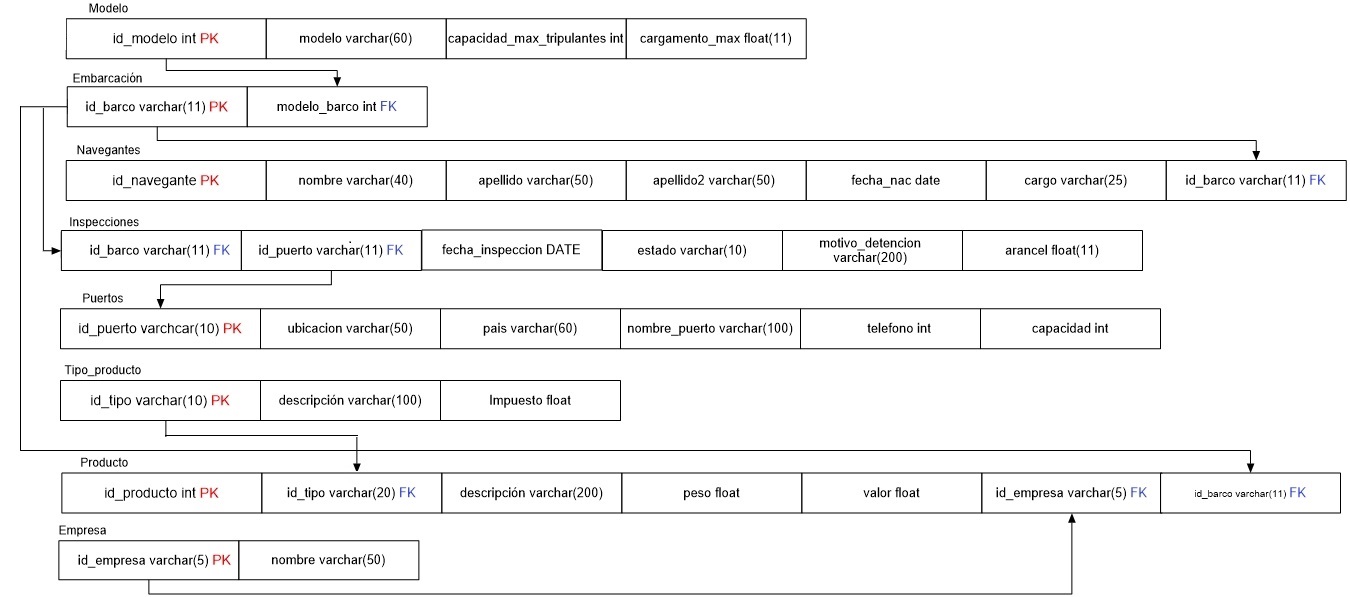 Modelo
id_modelo int PK
modelo varchar(60)
capacidad_max_tripulantes int
cargamento_max float(11)
Embarcación
id_barco varchar(11) PK
modelo_barco int FK
Navegantes
id_navegante PK
nombre varchar(40)
apellido varchar(50)
apellido2 varchar(50)
fecha_nac date
cargo varchar(25)
id_barco varchar(11) FK
Inspecciones
id_barco varchar(11) FK
id_puerto varchar(11) FK
fecha_inspeccion DATE
estado varchar(10)
motivo_detencion
varchar(200)
arancel float(11)
Puertos
id_puerto varchcar(10) PK
ubicacion varchar(50)
pais varchar(60)
nombre_puerto varchar(100)
telefono int
capacidad int
Tipo_producto
id_tipo varchar(10) PK
descripción varchar(100)
Impuesto float
Producto
id_producto int PK
id_tipo varchar(20) FK
descripción varchar(200)
peso float
valor float
id_empresa varchar(5) FK
id_barco varchar(11) FK
Empresa
id_empresa varchar(5) PK
nombre varchar(50)